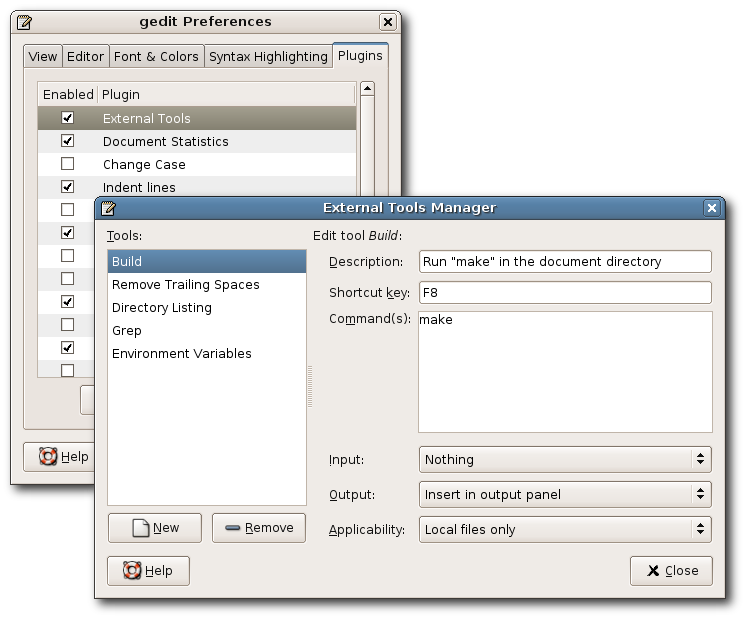 gedit Preferences
View Editor Font & Colors Syntax Highlighting Plugins
Enabled Plugin
External Tools
Document Statistics
Change Case
Indent lines
Help
External Tools Manager
Tools:
Build
Remove Trailing Spaces
Directory Listing
Grep
Environment Variables
New Remove
Help
Edit tool Build:
Description: Run "make" in the document directory
Shortcut key: F8
Command(s): make
Input: Nothing
Output: Insert in output panel
Applicability: Local files only
Close